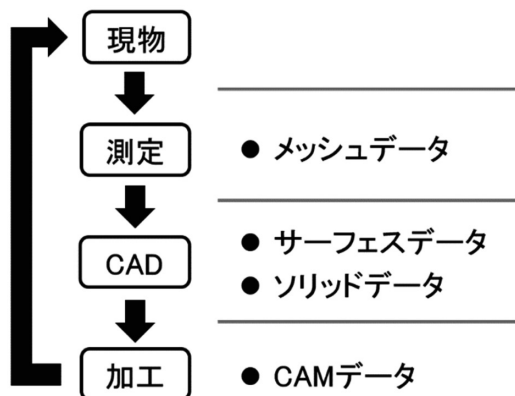 現物
測定
● メッシュデータ
CAD
● サーフェスデータ
● ソリッドデータ
加工
● CAMデータ